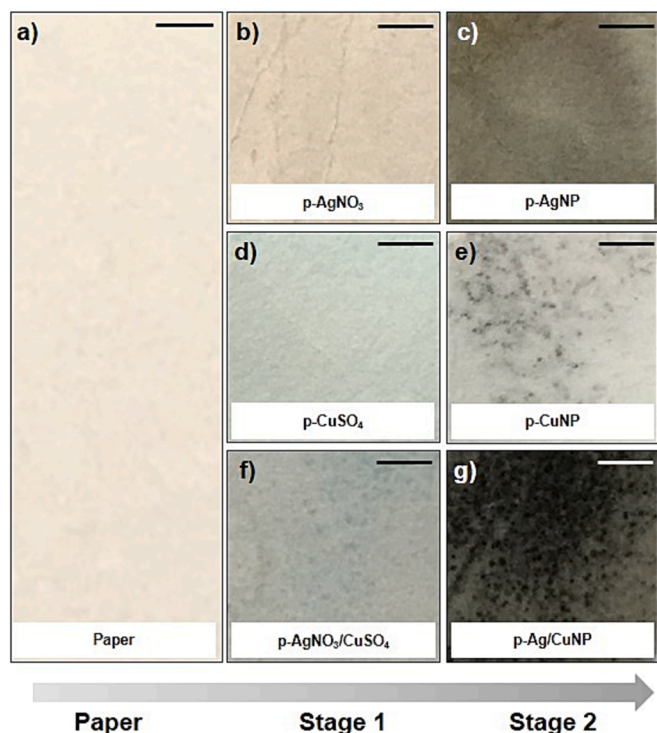 a)
b)
c)
p-AgNO₃
p-AgNP
d)
e)
p-CuSO₄
p-CuNP
f)
g)
Paper
p-AgNO₃/CuSO₄
p-Ag/CuNP
Paper
Stage 1
Stage 2